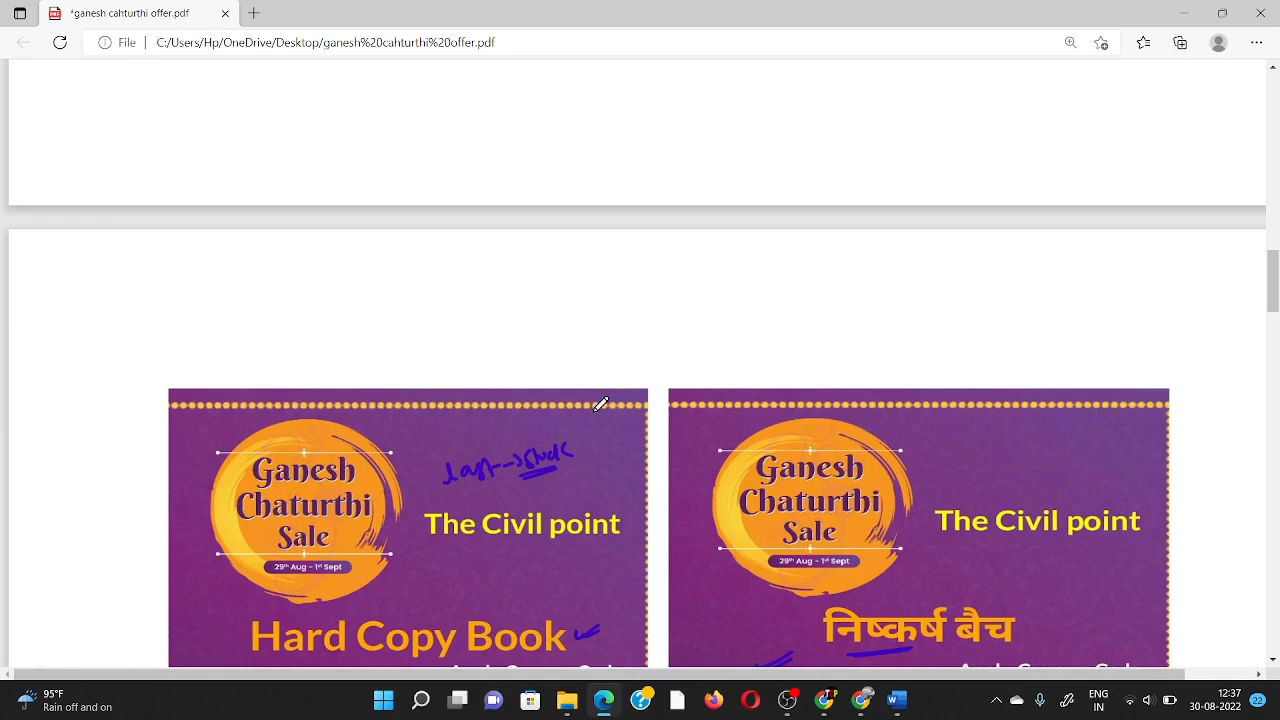 *ganesh cahturthi offer.pdf
File
C:/Users/Hp/OneDrive/Desktop/ganesh%20cahturthi%20offer.pdf
Ganesh
Chaturthi
Sale
29th Aug - 1st Sept
The Civil point
Hard Copy Book
Ganesh
Chaturthi
Sale
29th Aug - 1st Sept
The Civil point
निष्कर्ष बैच
95°F
Rain off and on
ENG
IN
12:37
30-08-2022
22